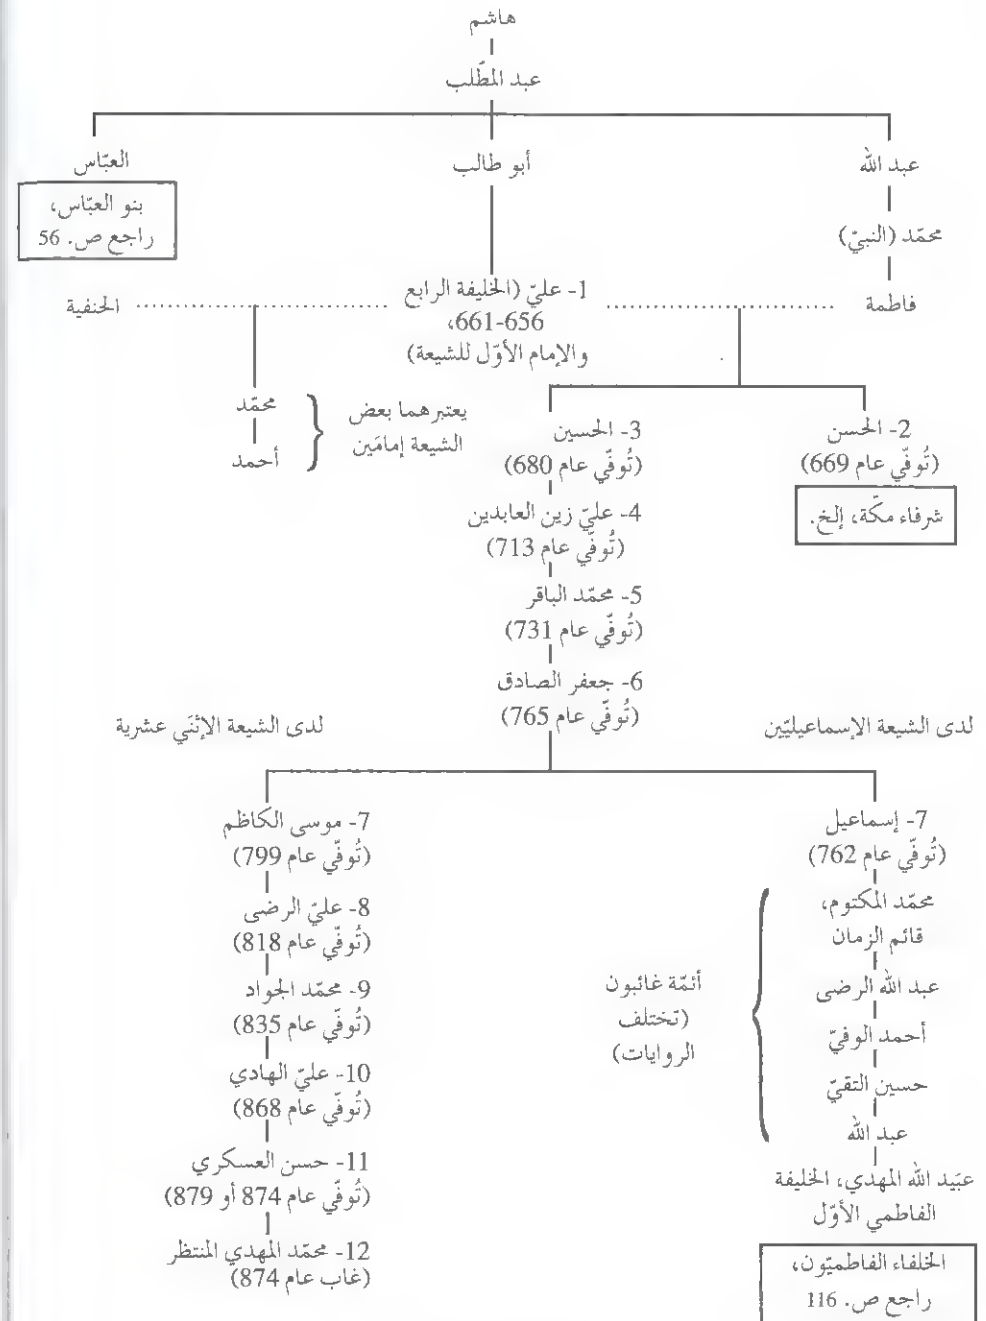 هاشم
عبد المطّلب
عبد الله
أبو طالب
العبّاس
بنو العبّاس،
راجع ص. 56
محمّد (النبيّ)
فاطمة
1- عليّ (الخليفة الرابع
656-661،
والإمام الأوّل للشيعة)
الحنفية
محمّد
أحمد
يعتبرهما بعض
الشيعة إمامَين
2- الحسن
(تُوفّي عام 669)
شرفاء مكّة، إلخ.
3- الحسين
(تُوفّي عام 680)
4- عليّ زين العابدين
(تُوفّي عام 713)
5- محمّد الباقر
(تُوفّي عام 731)
6- جعفر الصادق
(تُوفّي عام 765)
لدى الشيعة الإسماعيليّين
لدى الشيعة الإثنَي عشرية
7- إسماعيل
(تُوفّي عام 762)
محمّد المكتوم،
قائم الزمان
عبد الله الرضى
أحمد الوفيّ
حسين التقيّ
عبد الله
أئمّة غائبون
(تختلف
الروايات)
عبَيد الله المهدي، الخليفة
الفاطمي الأوّل
الخلفاء الفاطميّون،
راجع ص. 116
7- موسى الكاظم
(تُوفّي عام 799)
8- عليّ الرضى
(تُوفّي عام 818)
9- محمّد الجواد
(تُوفّي عام 835)
10- عليّ الهادي
(تُوفّي عام 868)
11- حسن العسكري
(تُوفّي عام 874 أو 879)
12- محمّد المهدي المنتظر
(غاب عام 874)